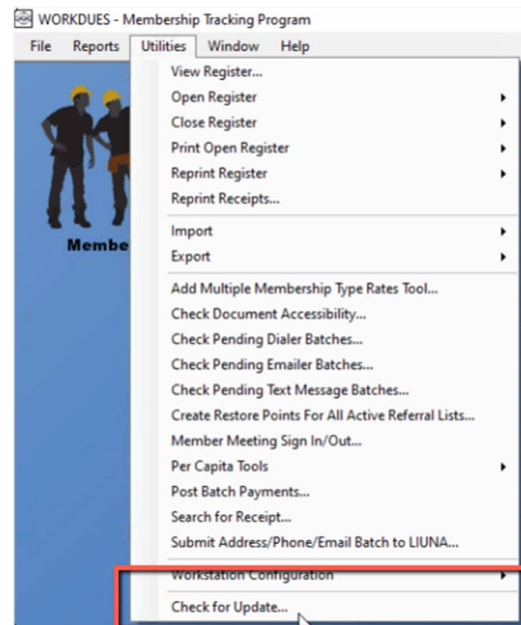 WORKDUES - Membership Tracking Program
File Reports Utilities Window Help
View Register...
Open Register
Close Register
Print Open Register
Reprint Register
Reprint Receipts...
Membe
Import
Export
Add Multiple Membership Type Rates Tool...
Check Document Accessibility...
Check Pending Dialer Batches...
Check Pending Emailer Batches...
Check Pending Text Message Batches...
Create Restore Points For All Active Referral Lists...
Member Meeting Sign In/Out...
Per Capita Tools
Post Batch Payments...
Search for Receipt...
Submit Address/Phone/Email Batch to LIUNA...
Workstation Configuration
Check for Update...